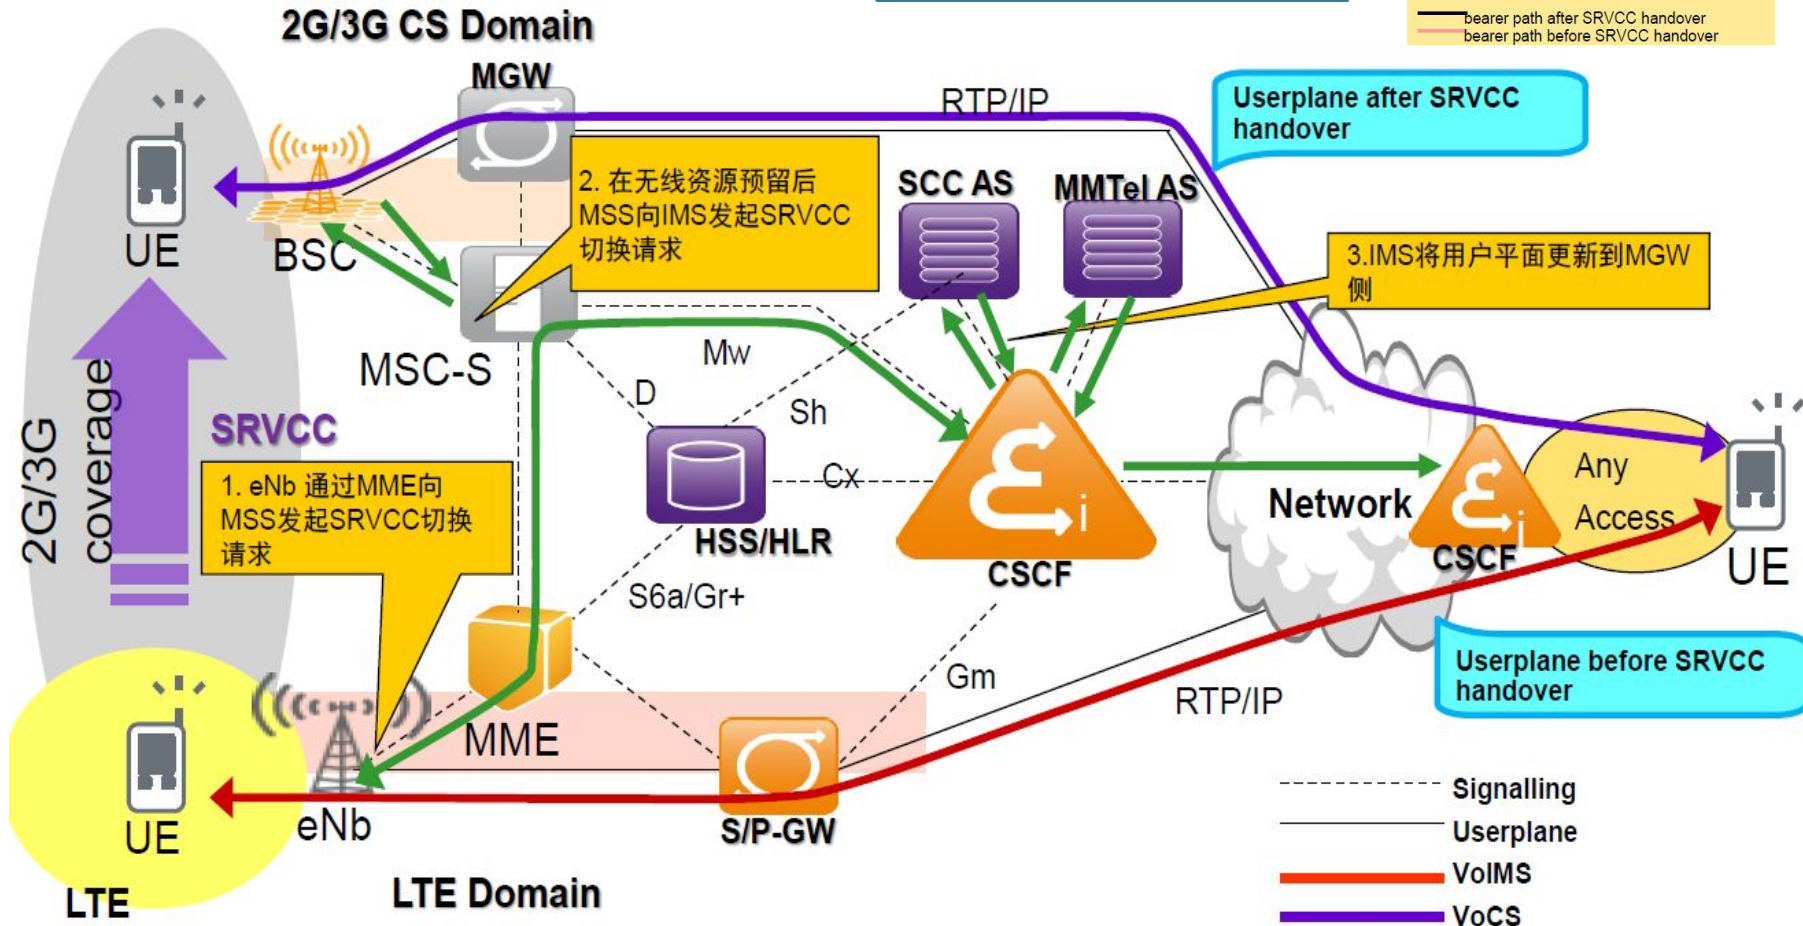 2G/3G CS Domain
bearer path after SRVCC handover
bearer path before SRVCC handover
MGW
RTP/IP
Userplane after SRVCC
handover
2. 在无线资源预留后
MSS向IMS发起SRVCC
切换请求
SCC AS
MMTel AS
UE
BSC
3.IMS将用户平面更新到MGW
侧
MSC-S
Mw
D
Sh
2G/3G
coverage
SRVCC
1. eNb 通过MME向
MSS发起SRVCC切换
请求
HSS/HLR
Cx
CSCF
Network
CSCF
Any
Access
UE
S6a/Gr+
Gm
Userplane before SRVCC
handover
RTP/IP
MME
UE
eNb
S/P-GW
LTE
LTE Domain
Signalling
Userplane
VoIMS
VoCS